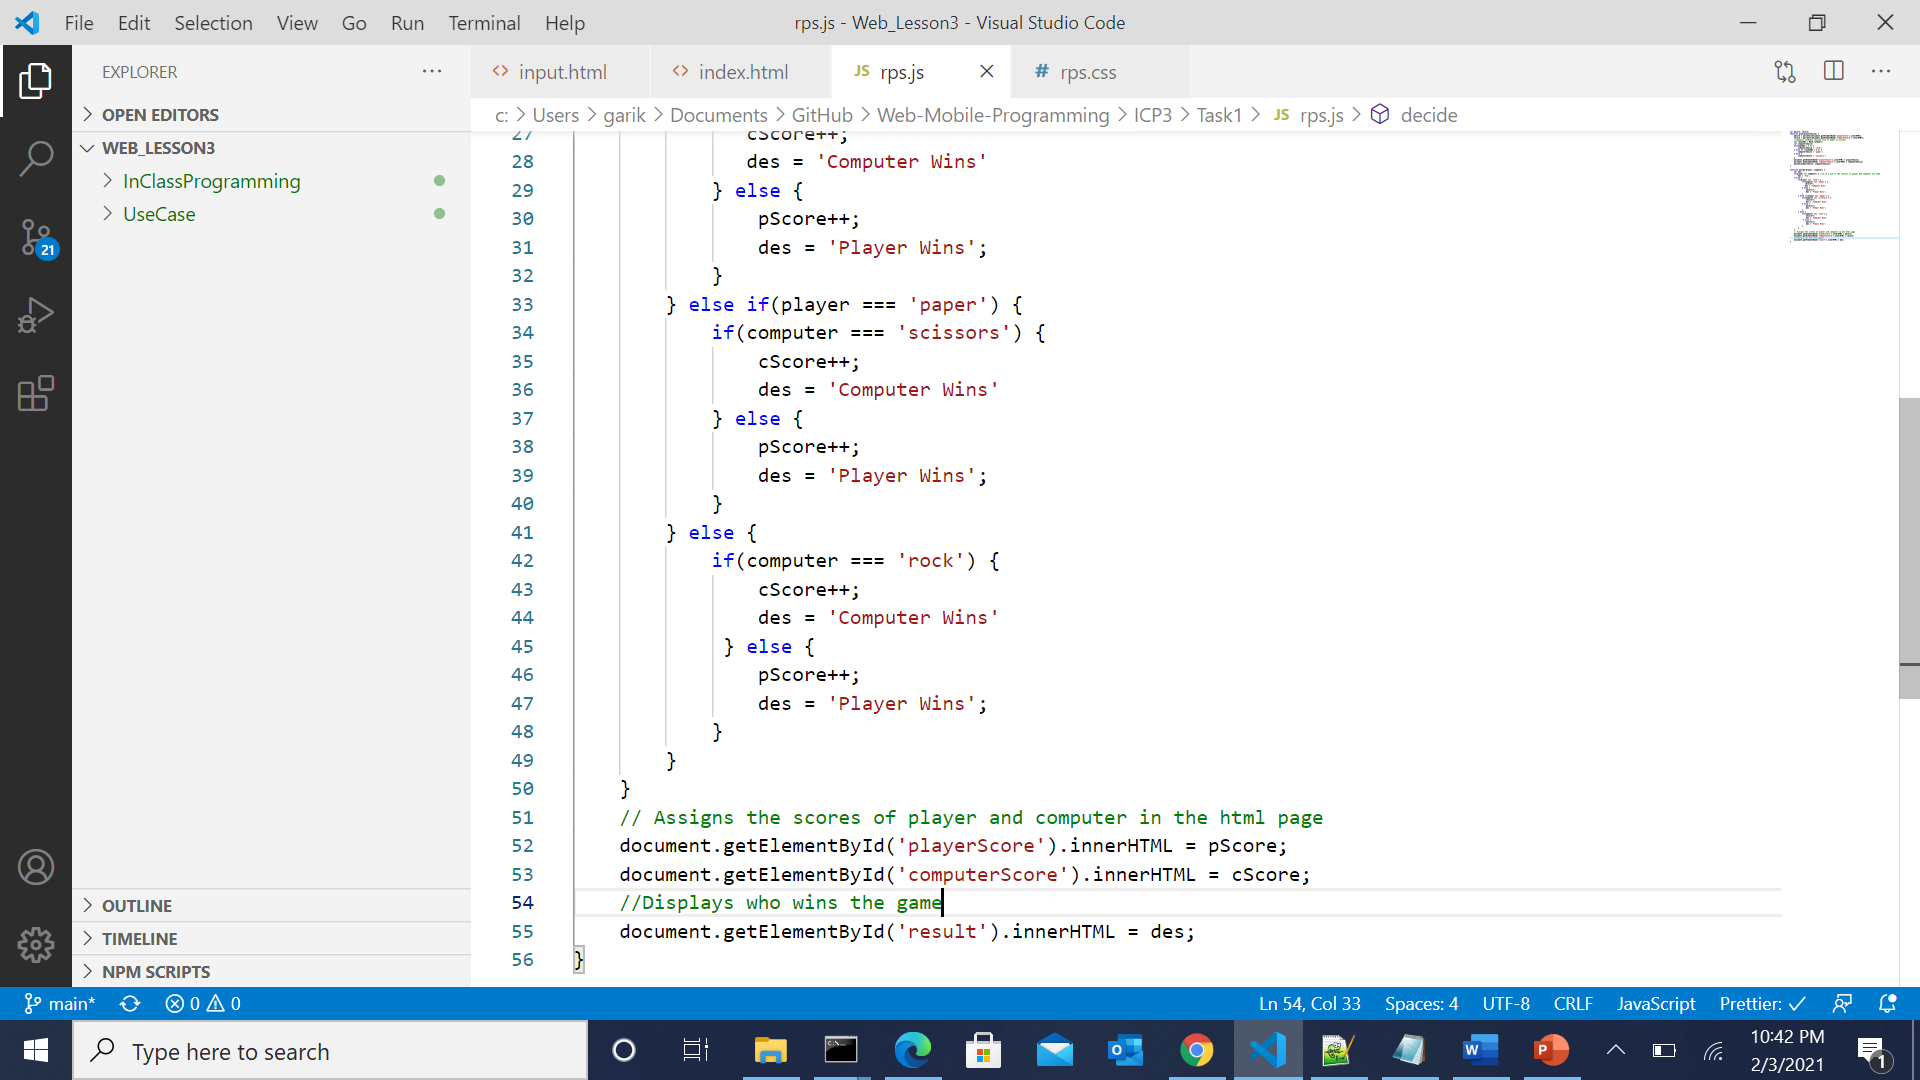 File Edit Selection View Go Run Terminal Help
rps.js - Web_Lesson3 - Visual Studio Code
EXPLORER
OPEN EDITORS
WEB_LESSON3
InClassProgramming
UseCase
21
OUTLINE
TIMELINE
NPM SCRIPTS
input.html
index.html
JS rps.js
# rps.css
c: > Users > garik > Documents > GitHub > Web-Mobile-Programming > ICP3 > Task1 > JS rps.js > decide
27 cScore++;
28 des = 'Computer Wins'
29 } else {
30 pScore++;
31 des = 'Player Wins';
32 }
33 } else if(player === 'paper') {
34 if(computer === 'scissors') {
35 cScore++;
36 des = 'Computer Wins'
37 } else {
38 pScore++;
39 des = 'Player Wins';
40 }
41 } else {
42 if(computer === 'rock') {
43 cScore++;
44 des = 'Computer Wins'
45 } else {
46 pScore++;
47 des = 'Player Wins';
48 }
49 }
50 }
51 // Assigns the scores of player and computer in the html page
52 document.getElementById('playerScore').innerHTML = pScore;
53 document.getElementById('computerScore').innerHTML = cScore;
54 //Displays who wins the game
55 document.getElementById('result').innerHTML = des;
56 }
main* 0 0
Ln 54, Col 33 Spaces: 4 UTF-8 CRLF JavaScript Prettier: ✓
Type here to search
10:42 PM
2/3/2021
1